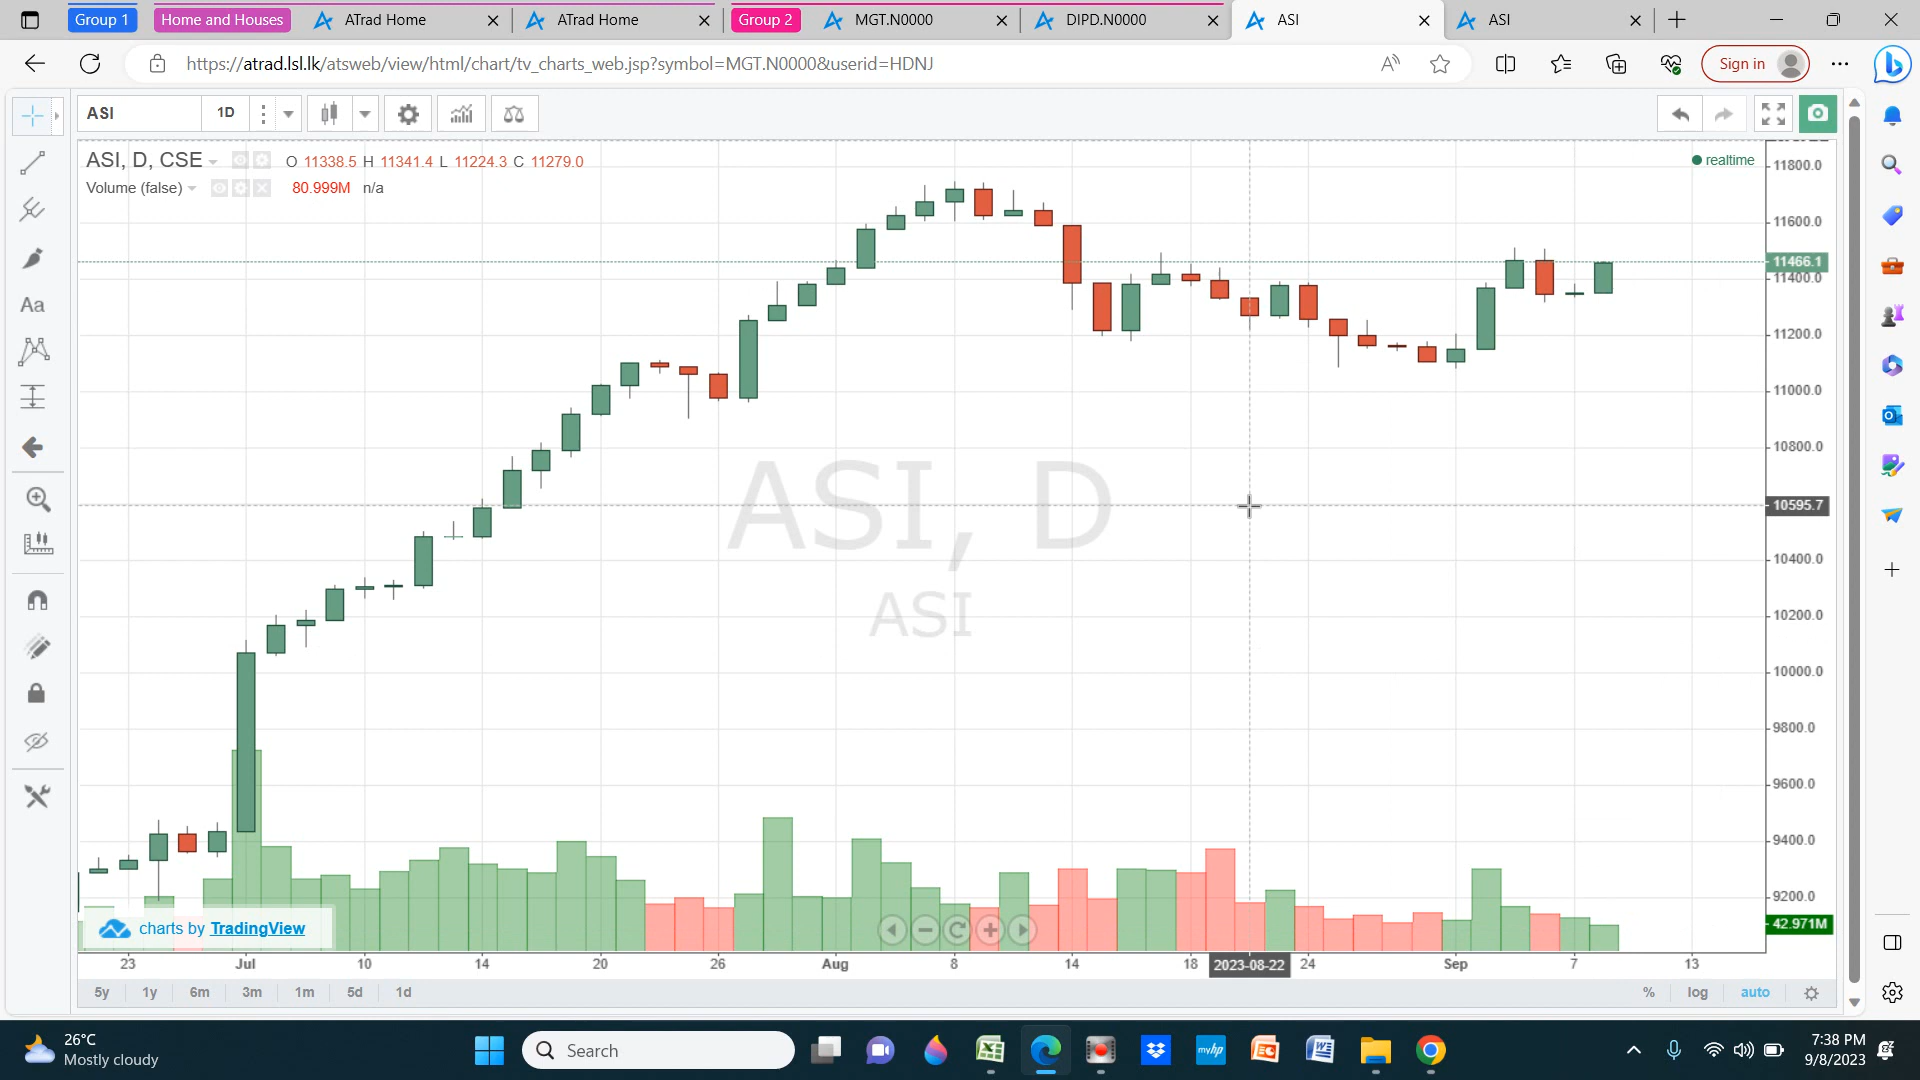 Group 1
Home and Houses
ATrad Home
ATrad Home
Group 2
MGT.N0000
DIPD.N0000
ASI
ASI
https://atrad.lsl.lk/atsweb/view/html/chart/tv_charts_web.jsp?symbol=MGT.N0000&userid=HDNJ
Sign in
ASI
1D
ASI, D, CSE
O 11338.5 H 11341.4 L 11224.3 C 11279.0
realtime
Volume (false)
80.999M n/a
Aa
11800.0
11600.0
11466.1
11400.0
11200.0
11000.0
10800.0
10595.7
10400.0
10200.0
10000.0
9800.0
9600.0
9400.0
9200.0
42.971M
ASI, D
ASI
charts by TradingView
23 Jul 10 14 20 26 Aug 8 14 18 2023-08-22 24 Sep 7 13
5y 1y 6m 3m 1m 5d 1d
% log auto
26°C
Mostly cloudy
Search
myhp
7:38 PM
9/8/2023